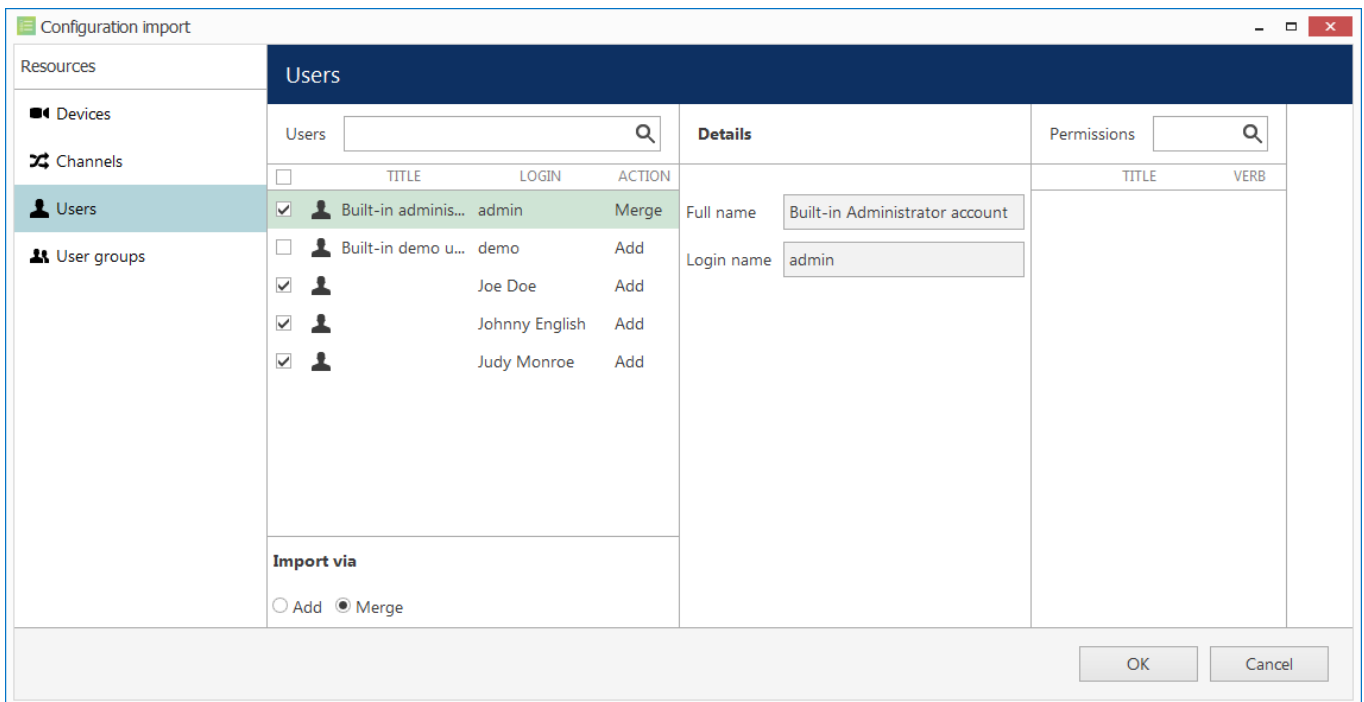 Configuration import
Resources
Devices
Channels
Users
User groups
Users
Users
TITLE LOGIN ACTION
Built-in adminis... admin Merge
Built-in demo u... demo Add
Joe Doe Add
Johnny English Add
Judy Monroe Add
Import via
Add Merge
Details
Full name Built-in Administrator account
Login name admin
Permissions
TITLE VERB
OK Cancel